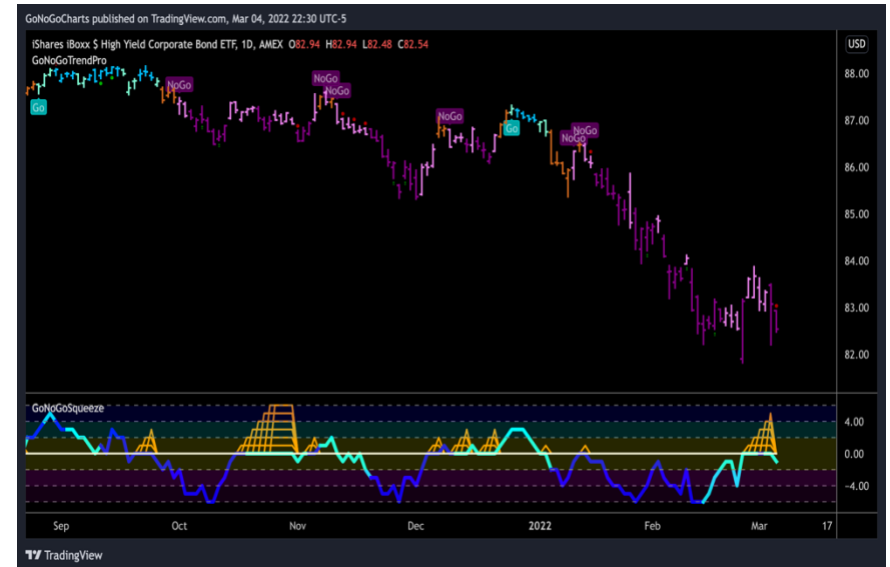 GoNoGoCharts published on TradingView.com, Mar 04, 2022 22:30 UTC-5
iShares iBoxx $ High Yield Corporate Bond ETF, 1D, AMEX O82.94 H82.94 L82.48 C82.54
USD
GoNoGoTrendPro
88.00
NoGo
NoGo
NoGo
Go
NoGo
87.00
Go
NoGo
NoGo
86.00
85.00
84.00
83.00
82.00
GoNoGoSqueeze
4.00
0.00
−4.00
Sep Oct Nov Dec 2022 Feb Mar 17
TradingView